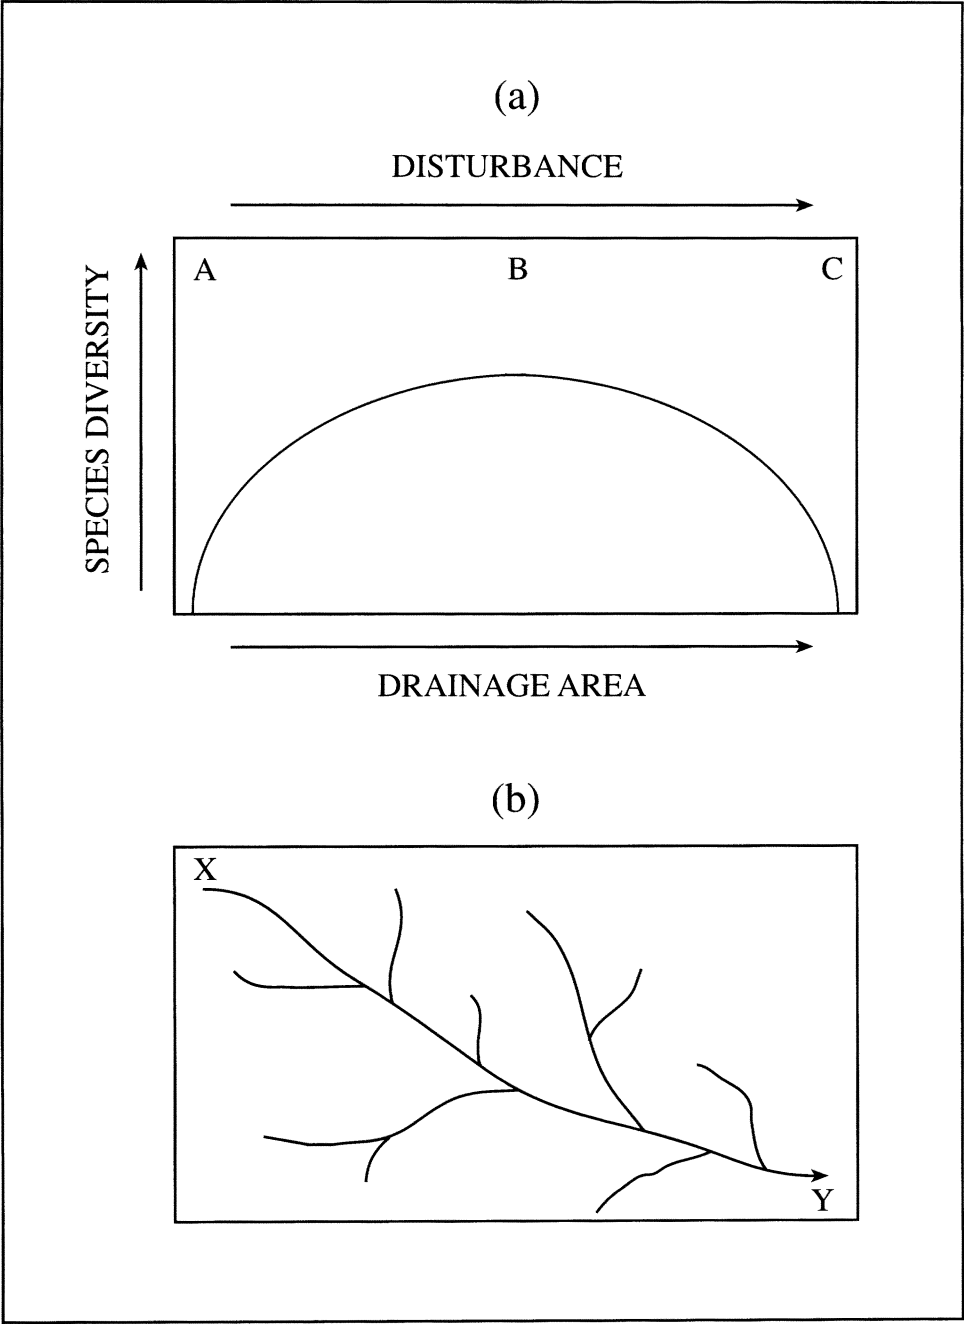 (a)
DISTURBANCE
A B C
SPECIES DIVERSITY
DRAINAGE AREA
(b)
X
Y